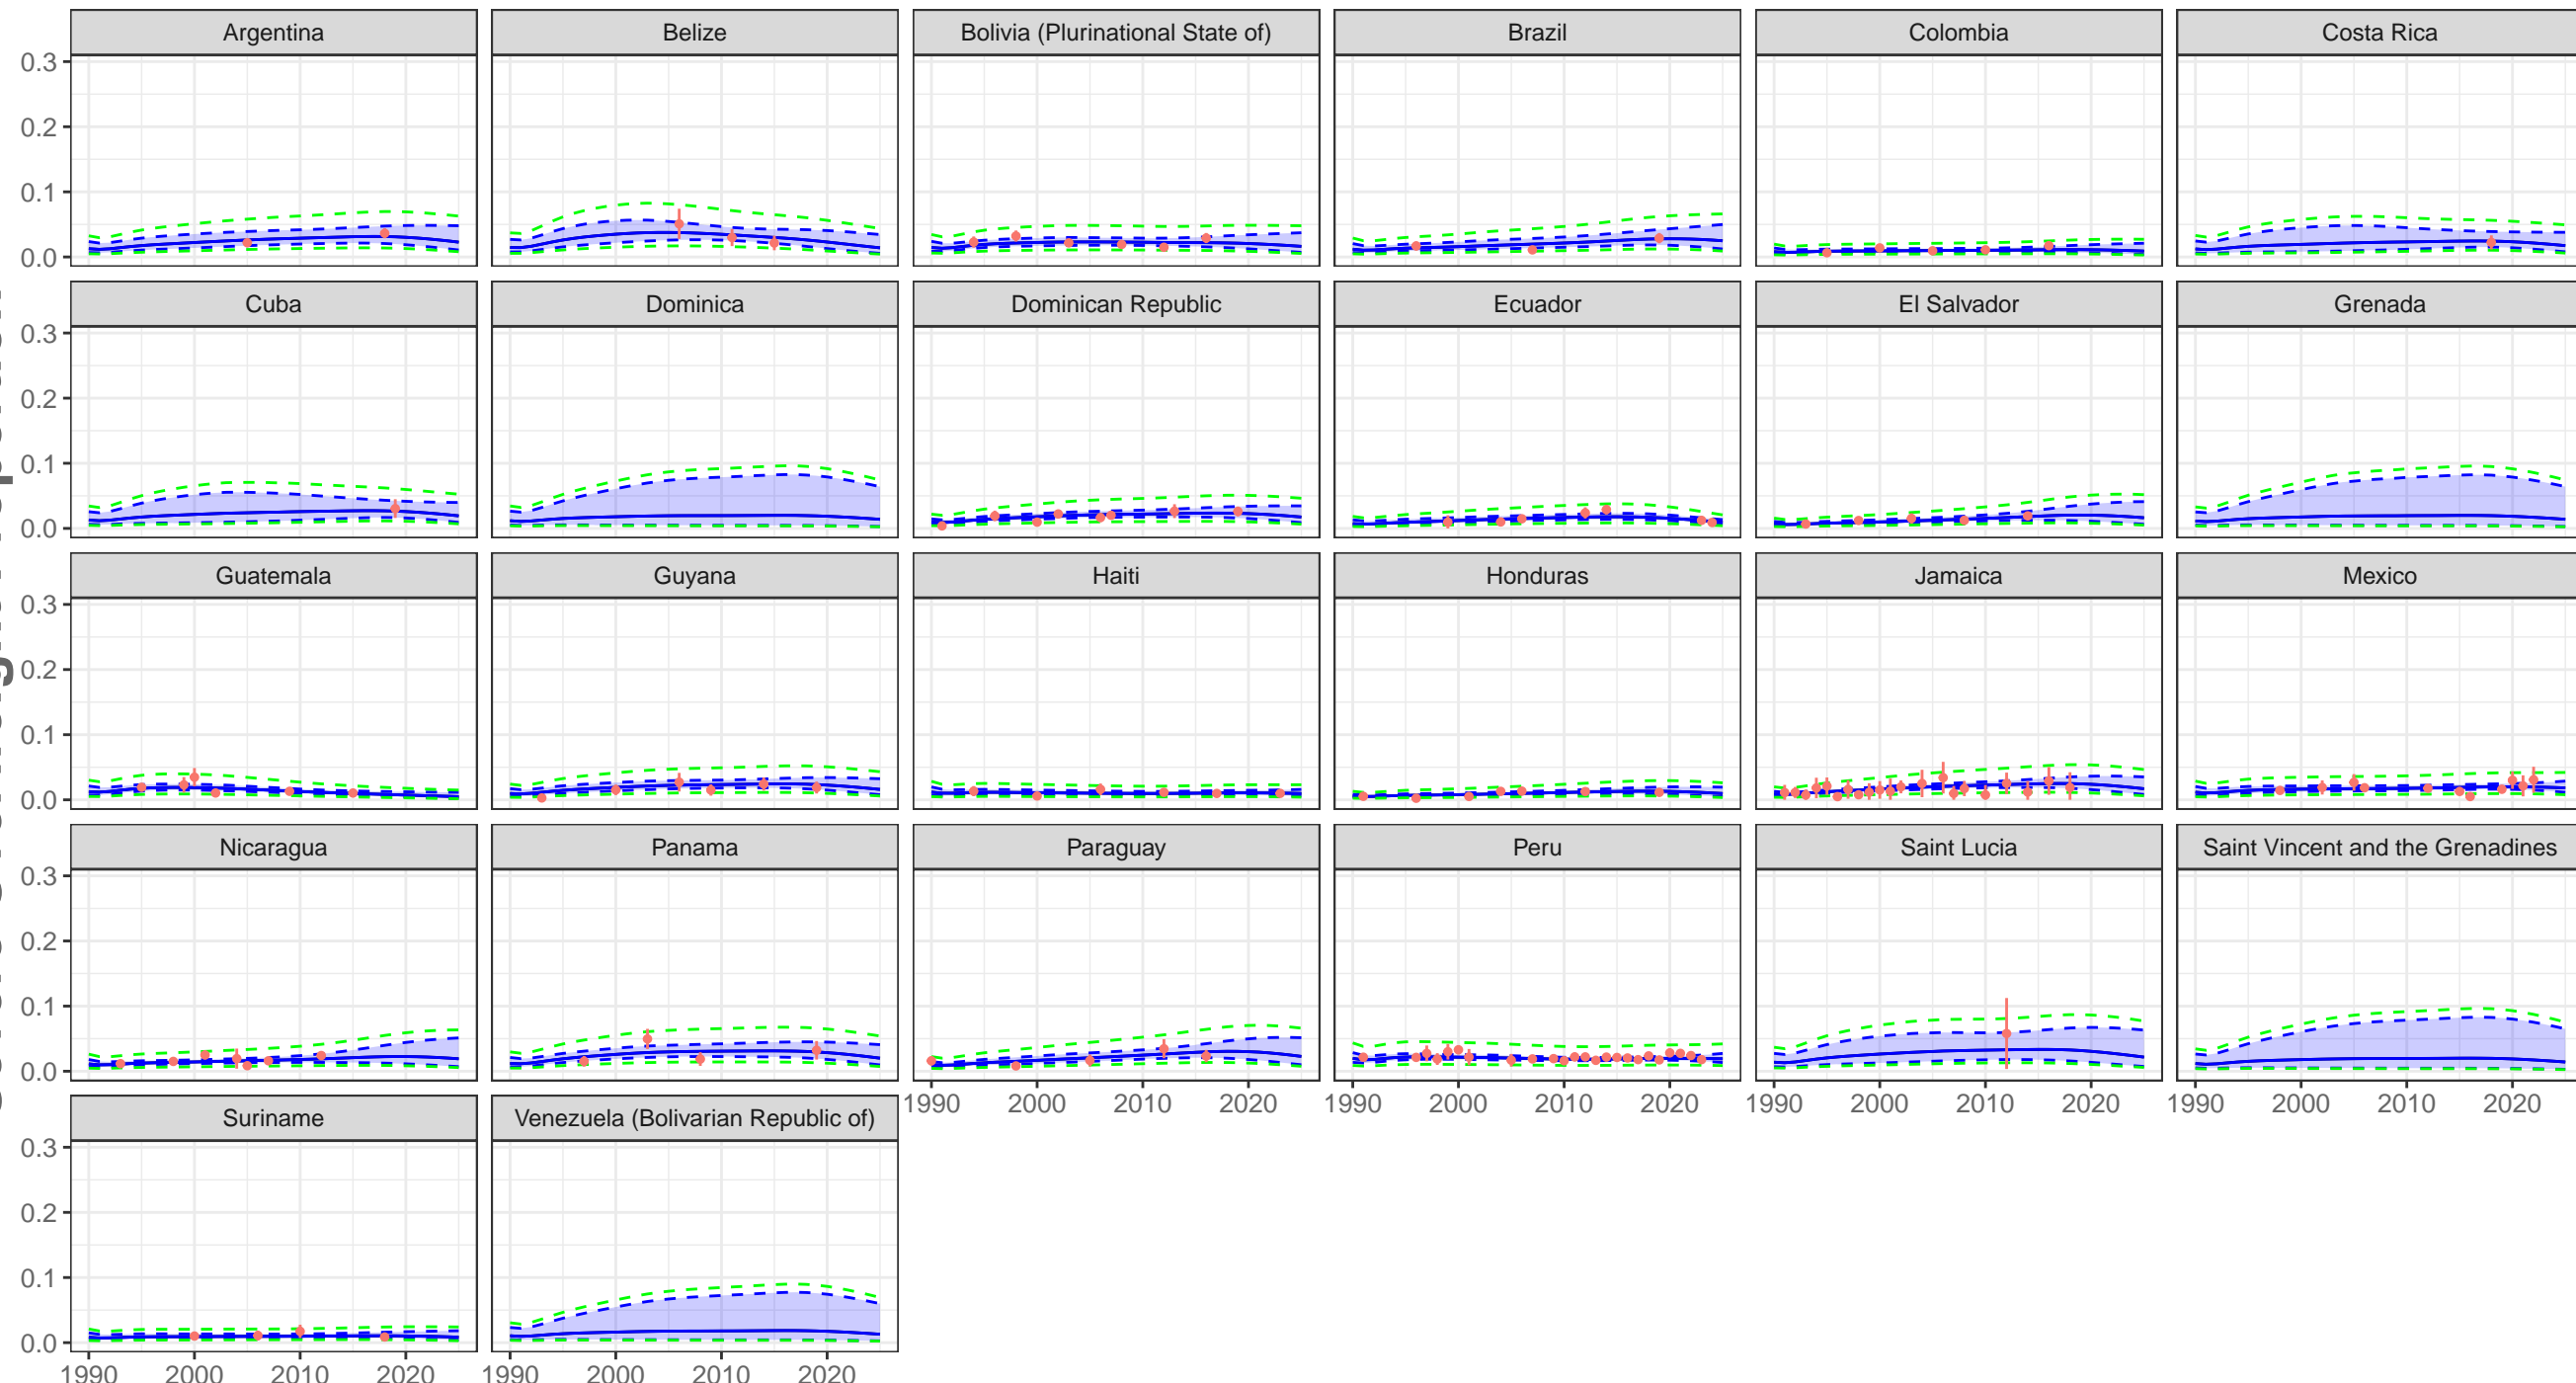 Argentina Belize Bolivia (Plurinational State of) Brazil Colombia Costa Rica
0.3
0.2
0.1
0.0
Cuba Dominica Dominican Republic Ecuador El Salvador Grenada
0.3
0.2
0.1
0.0
Guatemala Guyana Haiti Honduras Jamaica Mexico
0.3
0.2
0.1
0.0
Nicaragua Panama Paraguay Peru Saint Lucia Saint Vincent and the Grenadines
0.3
0.2
0.1
0.0
1990 2000 2010 2020 1990 2000 2010 2020 1990 2000 2010 2020 1990 2000 2010 2020
Suriname Venezuela (Bolivarian Republic of)
0.3
0.2
0.1
0.0
1990 2000 2010 2020 1990 2000 2010 2020